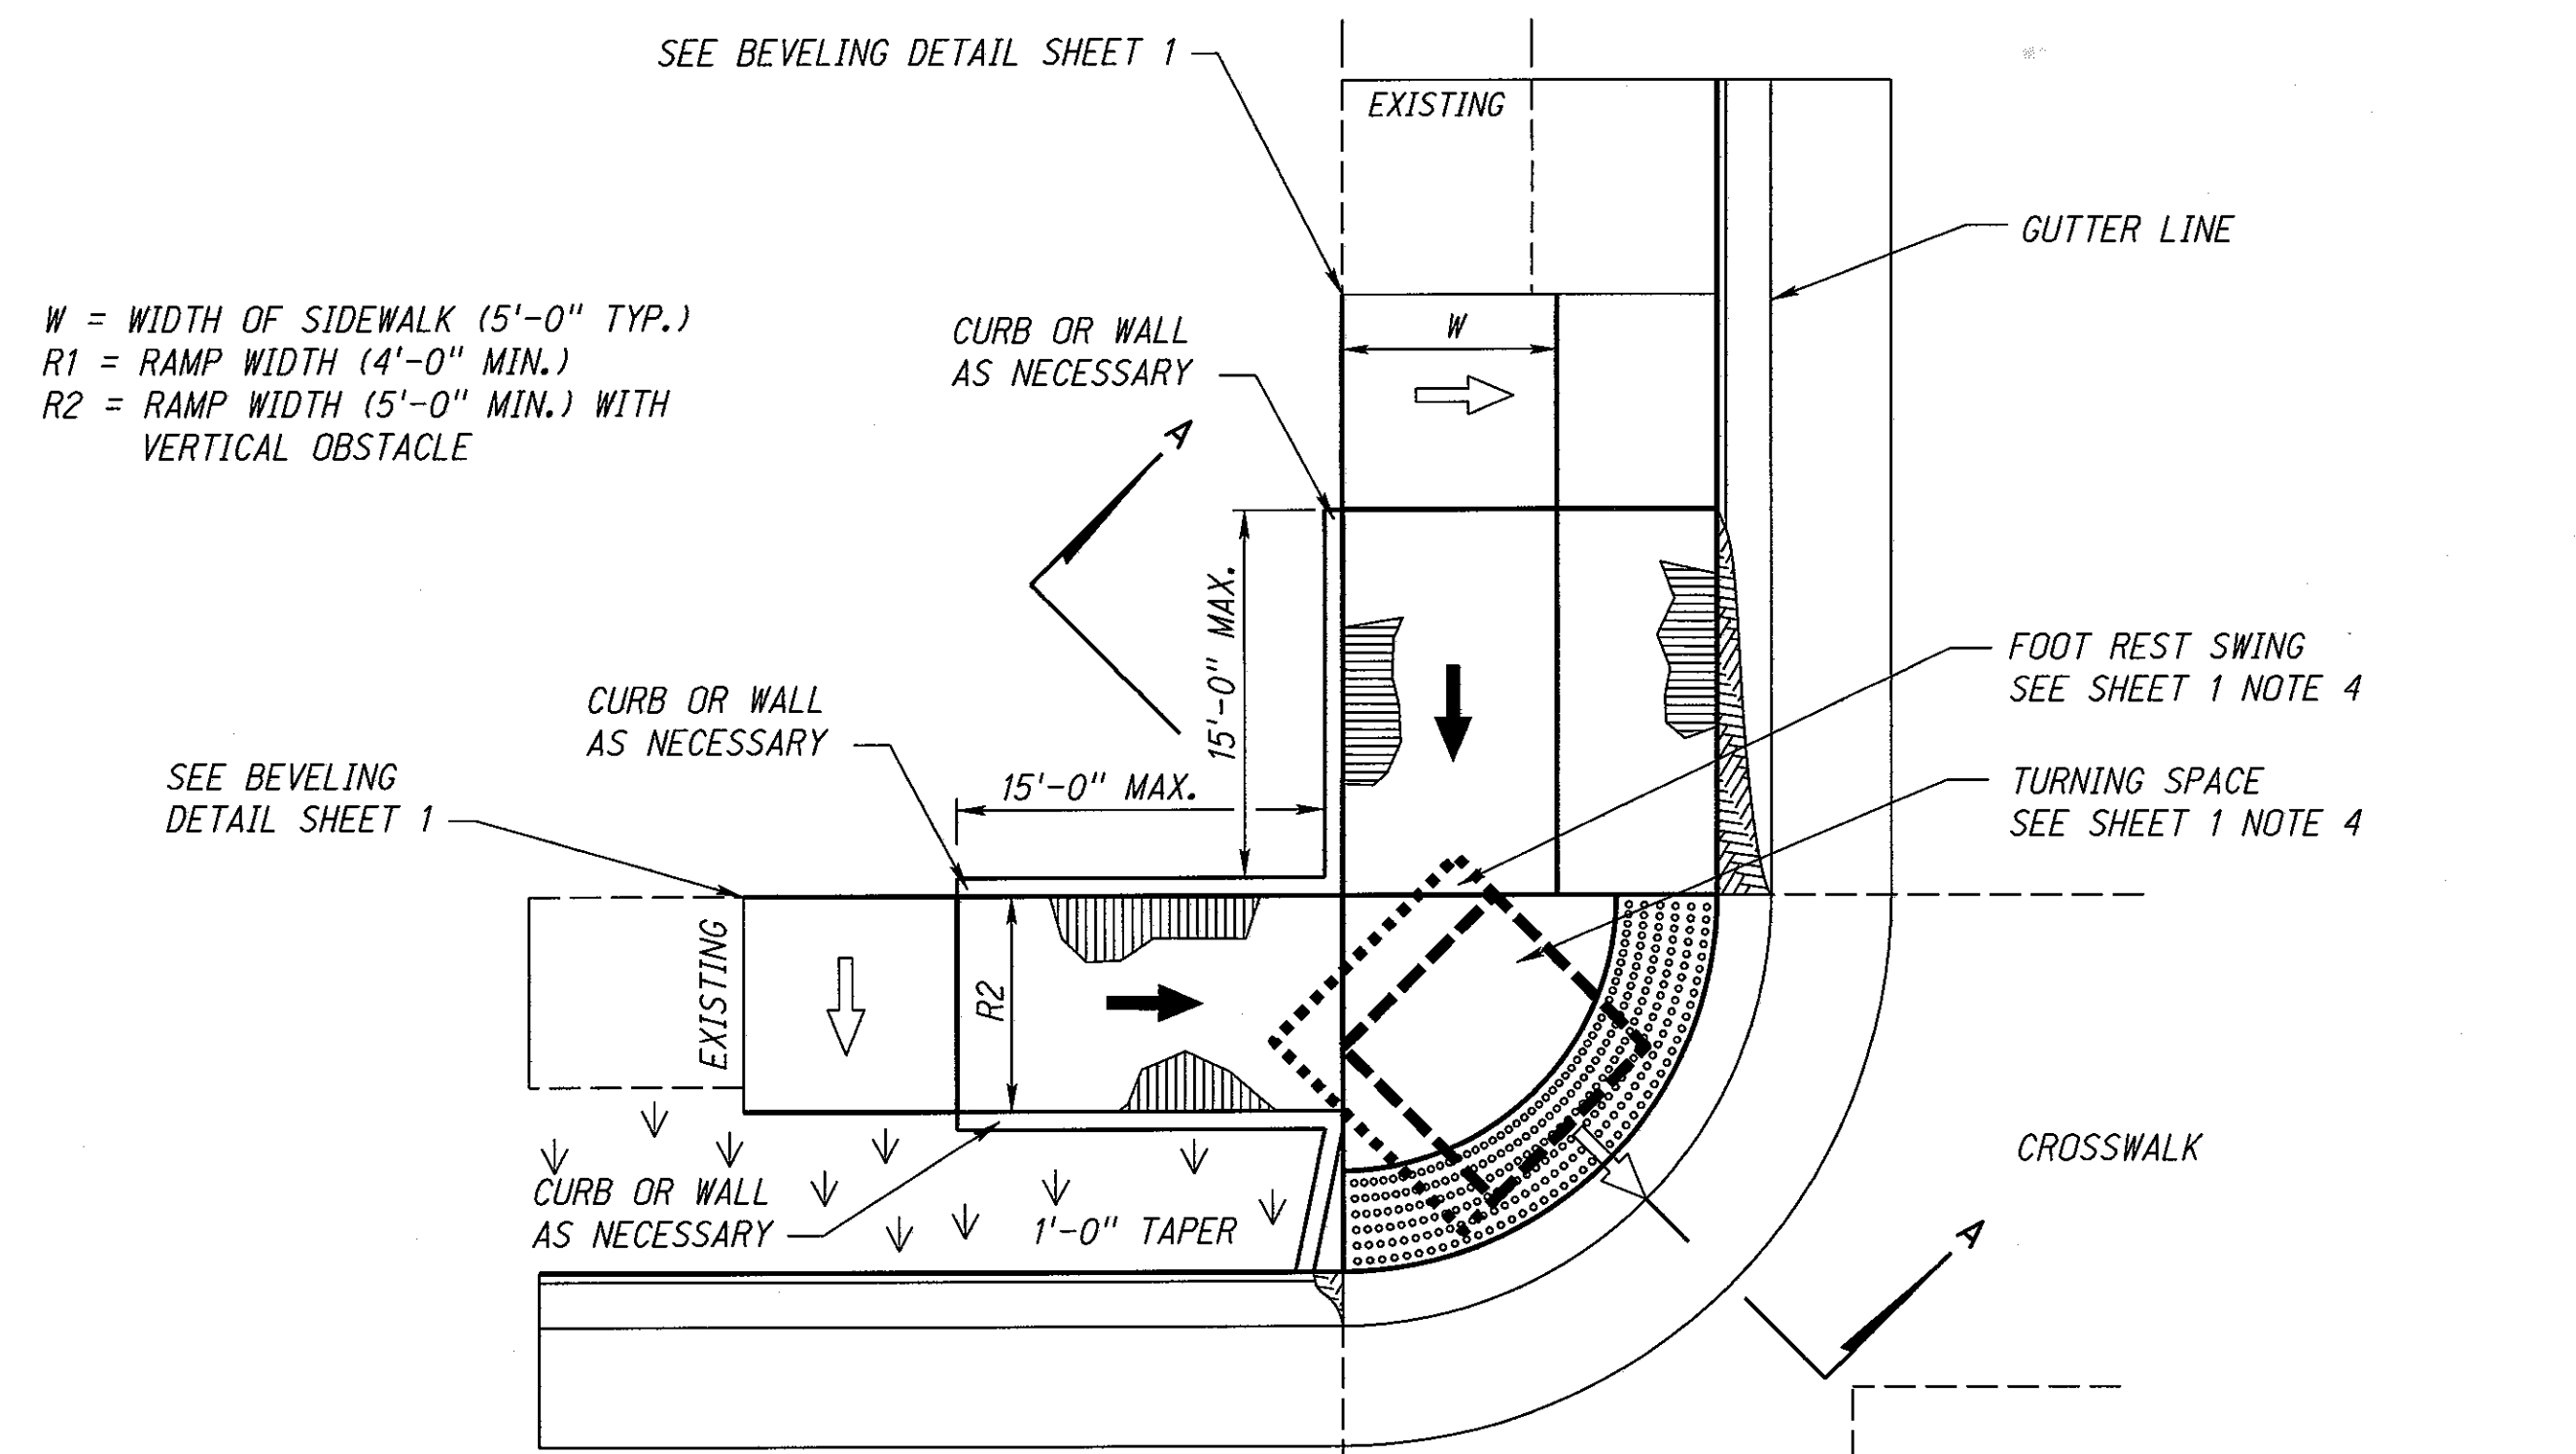 SEE BEVELING DETAIL SHEET 1
EXISTING
GUTTER LINE
W = WIDTH OF SIDEWALK (5'-0" TYP.)
R1 = RAMP WIDTH (4'-0" MIN.)
R2 = RAMP WIDTH (5'-0" MIN.) WITH
VERTICAL OBSTACLE
CURB OR WALL
AS NECESSARY
W
A
15'-0" MAX.
FOOT REST SWING
SEE SHEET 1 NOTE 4
CURB OR WALL
AS NECESSARY
SEE BEVELING
DETAIL SHEET 1
15'-0" MAX.
TURNING SPACE
SEE SHEET 1 NOTE 4
EXISTING
R2
CROSSWALK
CURB OR WALL
AS NECESSARY
1'-0" TAPER
A